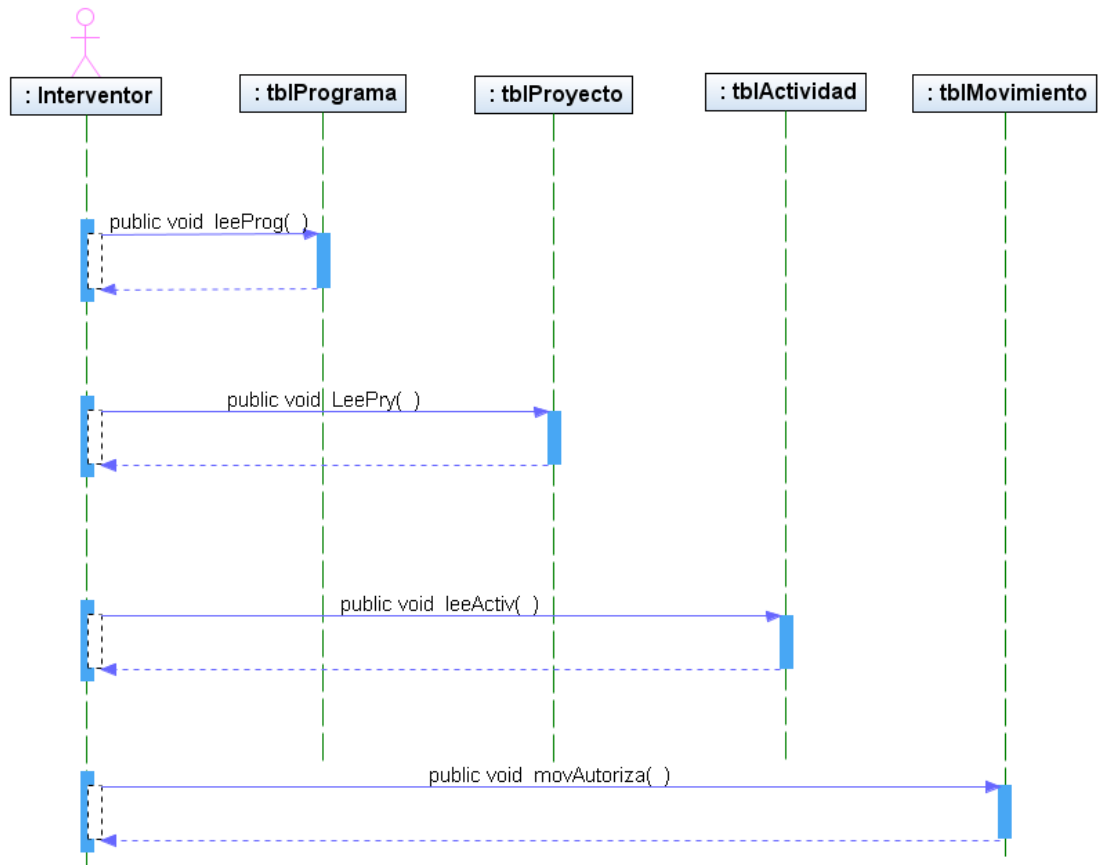 : Interventor
: tblPrograma
: tblProyecto
: tblActividad
: tblMovimiento
public void leeProg( )
public void LeePry( )
public void leeActiv( )
public void movAutoriza( )